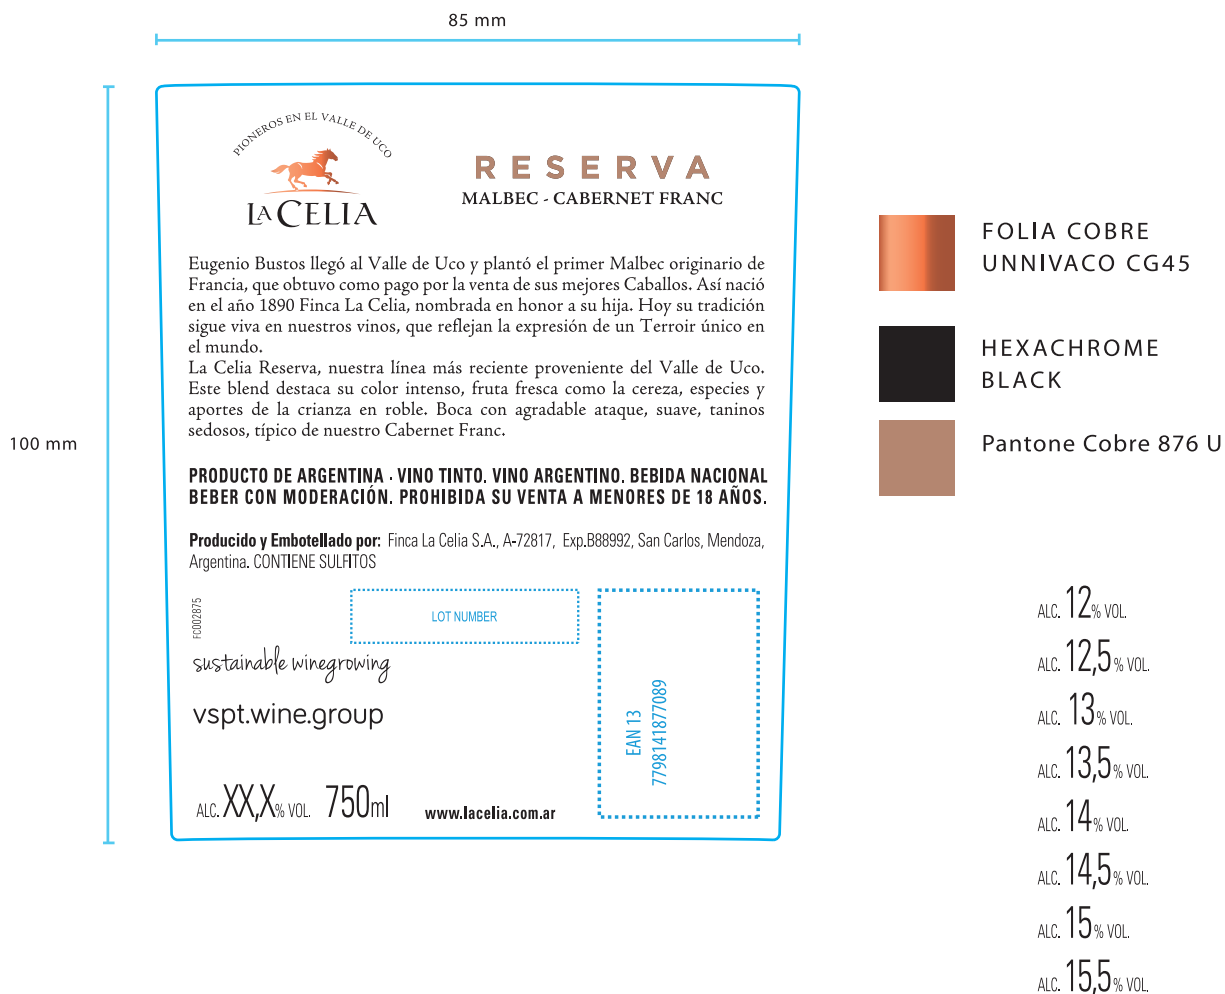 85 mm
100 mm
PIONEROS EN EL VALLE DE UCO
LA CELIA
RESERVA
MALBEC - CABERNET FRANC
Eugenio Bustos llegó al Valle de Uco y plantó el primer Malbec originario de
Francia, que obtuvo como pago por la venta de sus mejores Caballos. Así nació
en el año 1890 Finca La Celia, nombrada en honor a su hija. Hoy su tradición
sigue viva en nuestros vinos, que reflejan la expresión de un Terroir único en
el mundo.
La Celia Reserva, nuestra línea más reciente proveniente del Valle de Uco.
Este blend destaca su color intenso, fruta fresca como la cereza, especies y
aportes de la crianza en roble. Boca con agradable ataque, suave, taninos
sedosos, típico de nuestro Cabernet Franc.
PRODUCTO DE ARGENTINA · VINO TINTO. VINO ARGENTINO. BEBIDA NACIONAL
BEBER CON MODERACIÓN. PROHIBIDA SU VENTA A MENORES DE 18 AÑOS.
Producido y Embotellado por: Finca La Celia S.A., A-72817, Exp.B88992, San Carlos, Mendoza,
Argentina. CONTIENE SULFITOS
FC002875
LOT NUMBER
sustainable winegrowing
vspt.wine.group
EAN 13
7798141877089
ALC. XX,X% VOL. 750ml
www.lacelia.com.ar
FOLIA COBRE
UNNIVACO CG45
HEXACHROME
BLACK
Pantone Cobre 876 U
ALC. 12% VOL.
ALC. 12,5% VOL.
ALC. 13% VOL.
ALC. 13,5% VOL.
ALC. 14% VOL.
ALC. 14,5% VOL.
ALC. 15% VOL.
ALC. 15,5% VOL.